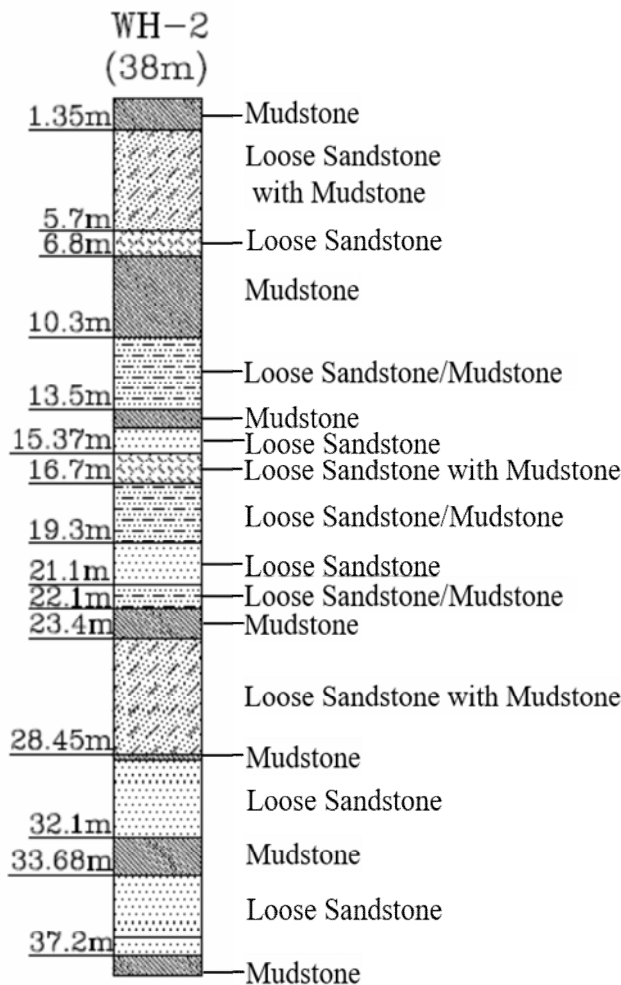 WH-2
(38m)
1.35m
Mudstone
Loose Sandstone
with Mudstone
5.7m
Loose Sandstone
6.8m
Mudstone
10.3m
Loose Sandstone/Mudstone
13.5m
Mudstone
15.37m
Loose Sandstone
16.7m
Loose Sandstone with Mudstone
Loose Sandstone/Mudstone
19.3m
Loose Sandstone
21.1m
Loose Sandstone/Mudstone
22.1m
Mudstone
23.4m
Loose Sandstone with Mudstone
28.45m
Mudstone
Loose Sandstone
32.1m
Mudstone
33.68m
Loose Sandstone
37.2m
Mudstone